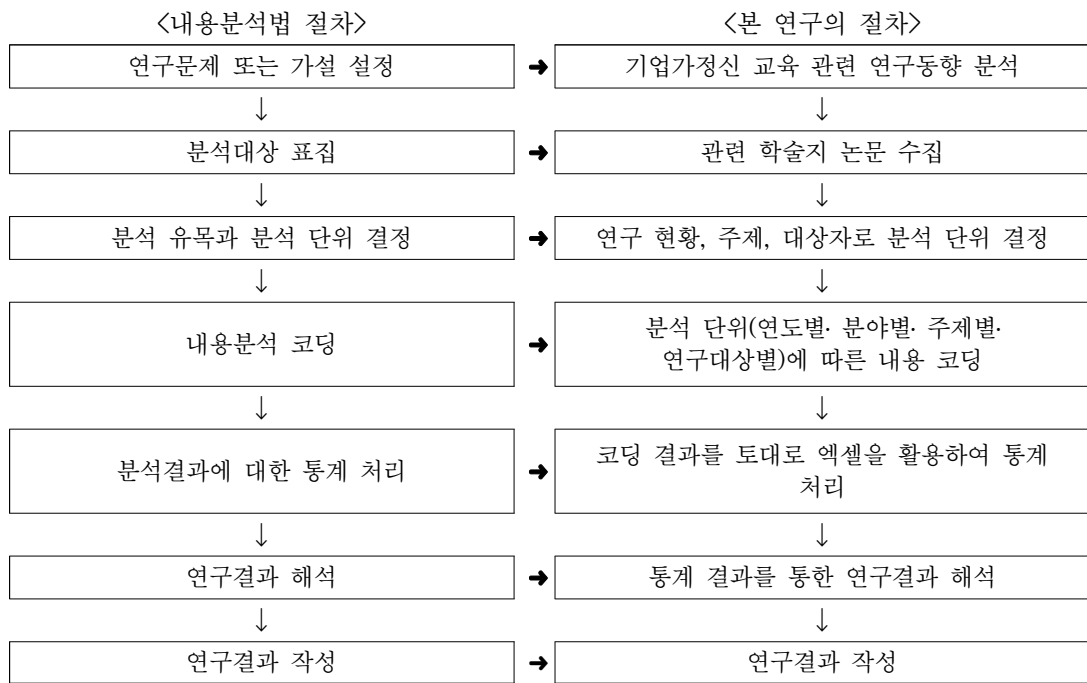 <내용분석법 절차> <본 연구의 절차>
연구문제 또는 가설 설정 ➜ 기업가정신 교육 관련 연구동향 분석
↓ ↓
분석대상 표집 ➜ 관련 학술지 논문 수집
↓ ↓
분석 유목과 분석 단위 결정 ➜ 연구 현황, 주제, 대상자로 분석 단위 결정
↓ ↓
내용분석 코딩 ➜ 분석 단위(연도별· 분야별· 주제별·
연구대상별)에 따른 내용 코딩
↓ ↓
분석결과에 대한 통계 처리 ➜ 코딩 결과를 토대로 엑셀을 활용하여 통계
처리
↓ ↓
연구결과 해석 ➜ 통계 결과를 통한 연구결과 해석
↓ ↓
연구결과 작성 ➜ 연구결과 작성